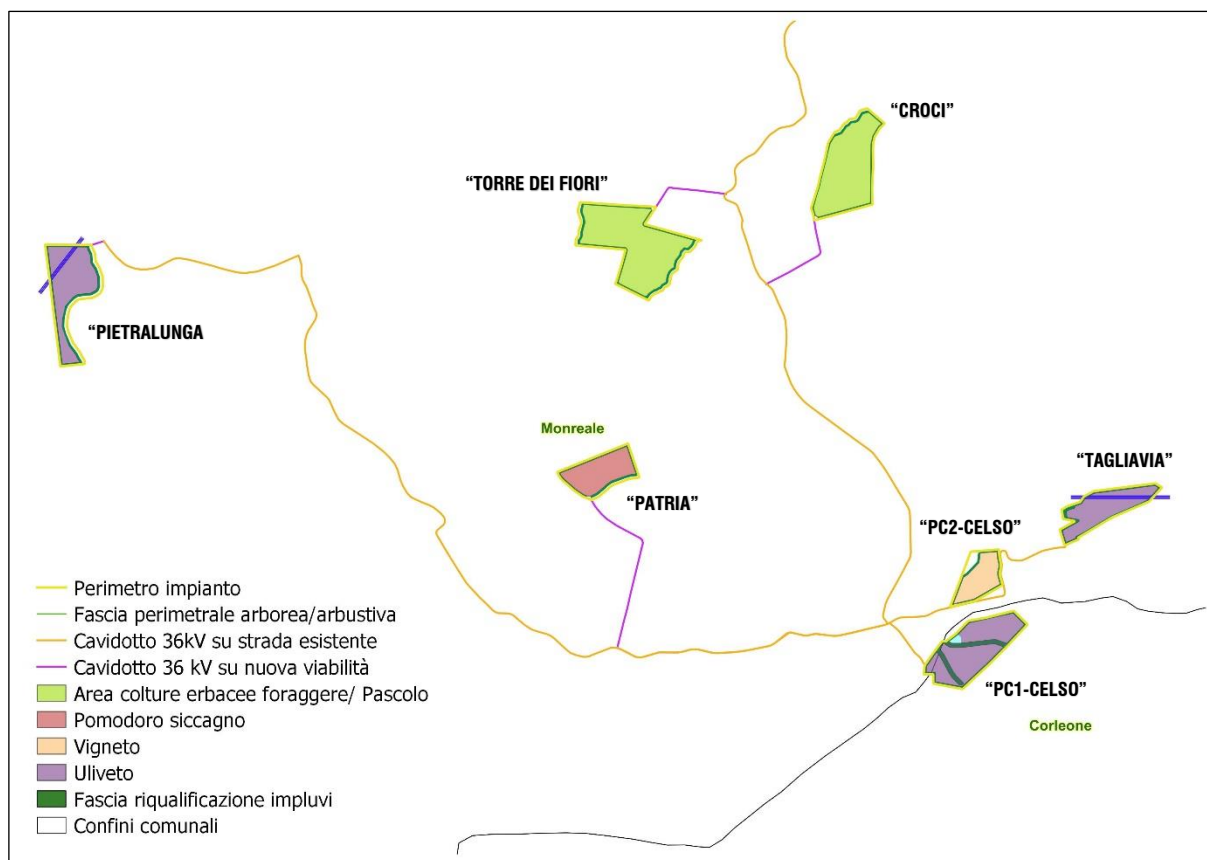 “CROCI”
“TORRE DEI FIORI”
“PIETRALUNGA
Monreale
“PATRIA”
“TAGLIAVIA”
“PC2-CELSO”
“PC1-CELSO”
Corleone
Perimetro impianto
Fascia perimetrale arborea/arbustiva
Cavidotto 36kV su strada esistente
Cavidotto 36 kV su nuova viabilità
Area colture erbacee foraggere/ Pascolo
Pomodoro siccagno
Vigneto
Uliveto
Fascia riqualificazione impluvi
Confini comunali